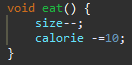 void eat() {
size--;
calorie -=10;
}